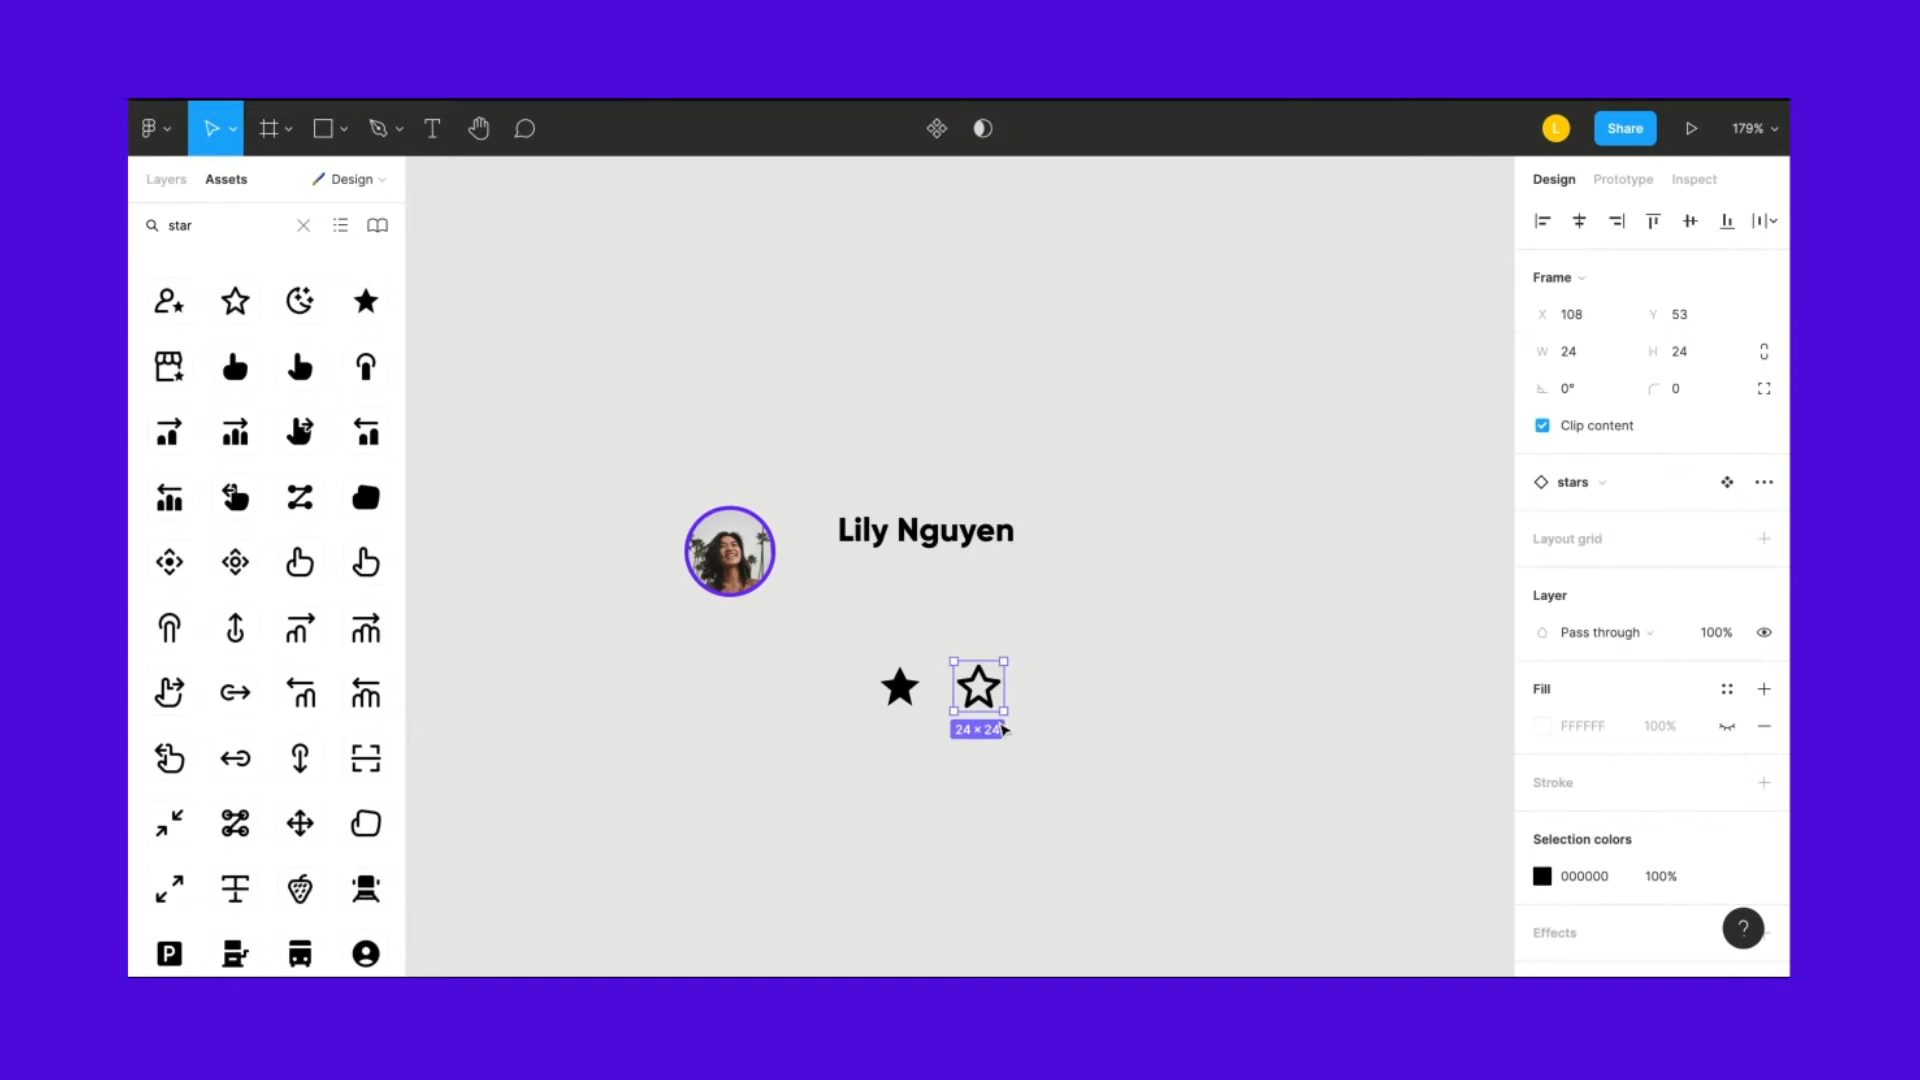 L
Share
179%
Layers
Assets
Design
star
P
Lily Nguyen
24 × 24
Design
Prototype
Inspect
Frame
X 108
Y 53
W 24
H 24
0°
0
Clip content
stars
Layout grid
Layer
Pass through
100%
Fill
FFFFFF
100%
Stroke
Selection colors
000000
100%
Effects
?